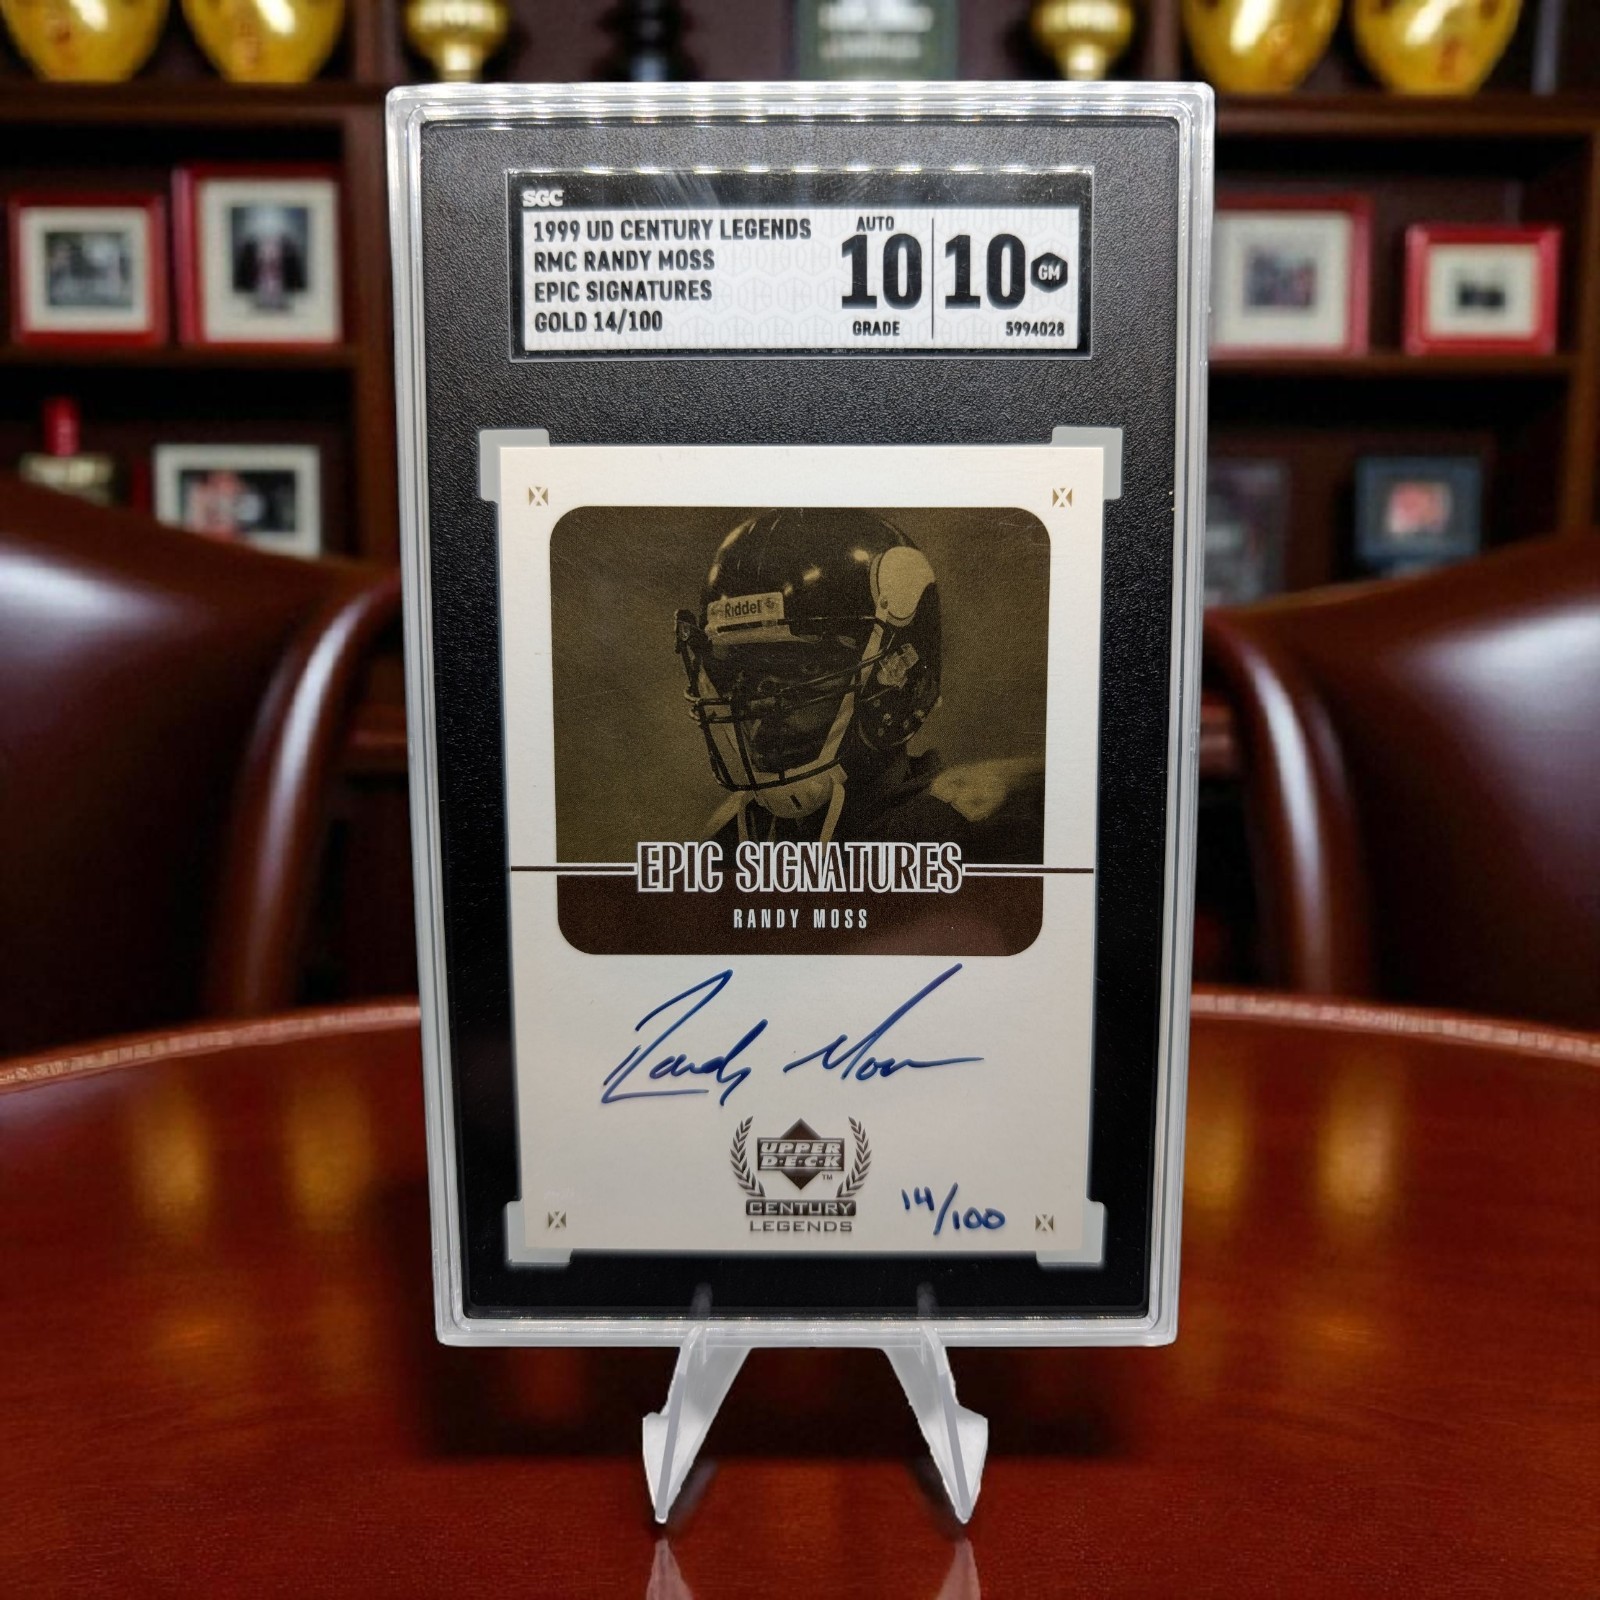 SGC
1999 UD CENTURY LEGENDS
RMC RANDY MOSS
EPIC SIGNATURES
GOLD 14/100
AUTO
10
GRADE
10 GM
5994028
Riddell
EPIC SIGNATURES
RANDY MOSS
Randy Moss
UPPER
D·E·C·K
TM
CENTURY
LEGENDS
14/100